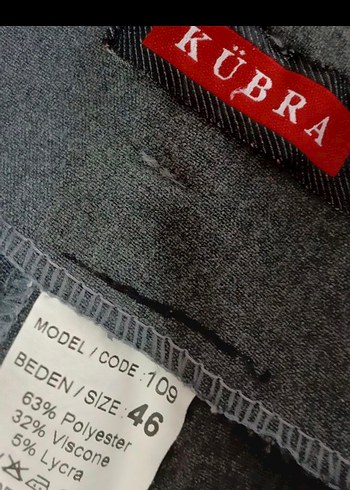 KÜBRA
MODEL / CODE : 109
BEDEN / SIZE : 46
63% Polyester
32% Viscone
5% Lycra